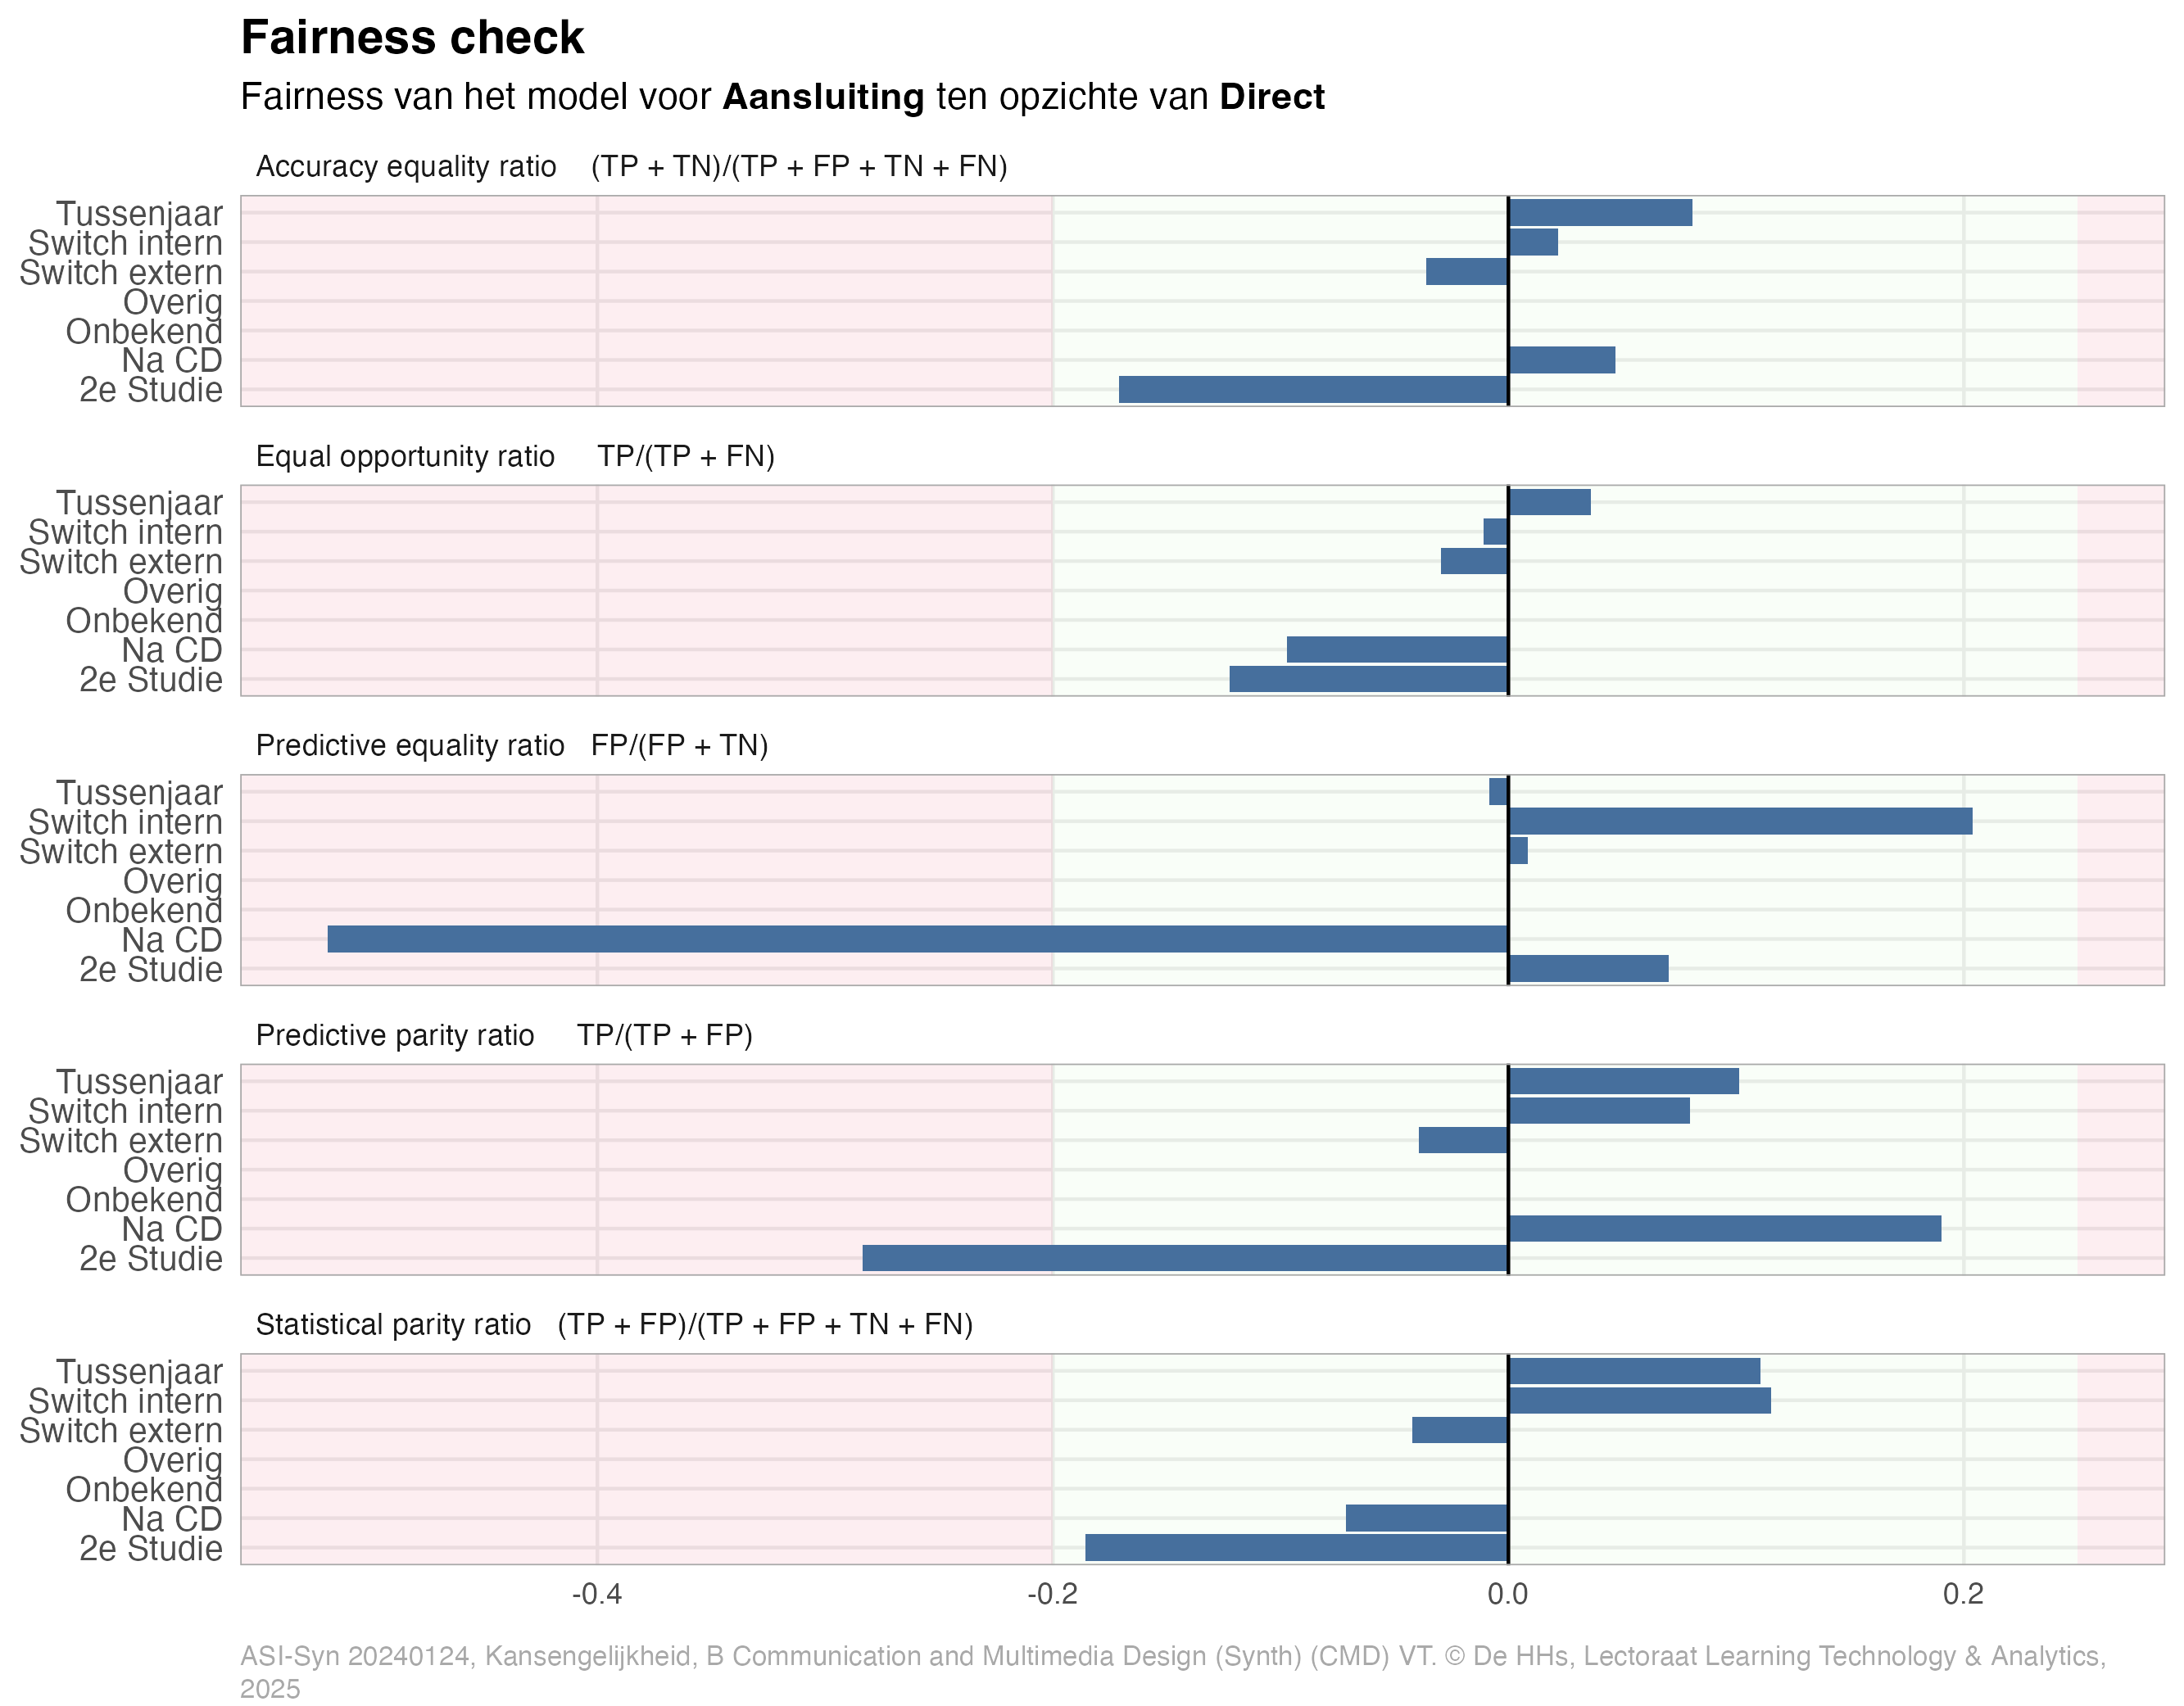 Fairness check
Fairness van het model voor Aansluiting ten opzichte van Direct
Accuracy equality ratio (TP + TN)/(TP + FP + TN + FN)
Tussenjaar
Switch intern
Switch extern
Overig
Onbekend
Na CD
2e Studie
Equal opportunity ratio TP/(TP + FN)
Tussenjaar
Switch intern
Switch extern
Overig
Onbekend
Na CD
2e Studie
Predictive equality ratio FP/(FP + TN)
Tussenjaar
Switch intern
Switch extern
Overig
Onbekend
Na CD
2e Studie
Predictive parity ratio TP/(TP + FP)
Tussenjaar
Switch intern
Switch extern
Overig
Onbekend
Na CD
2e Studie
Statistical parity ratio (TP + FP)/(TP + FP + TN + FN)
Tussenjaar
Switch intern
Switch extern
Overig
Onbekend
Na CD
2e Studie
-0.4 -0.2 0.0 0.2
ASI-Syn 20240124, Kansengelijkheid, B Communication and Multimedia Design (Synth) (CMD) VT. © De HHs, Lectoraat Learning Technology & Analytics,
2025